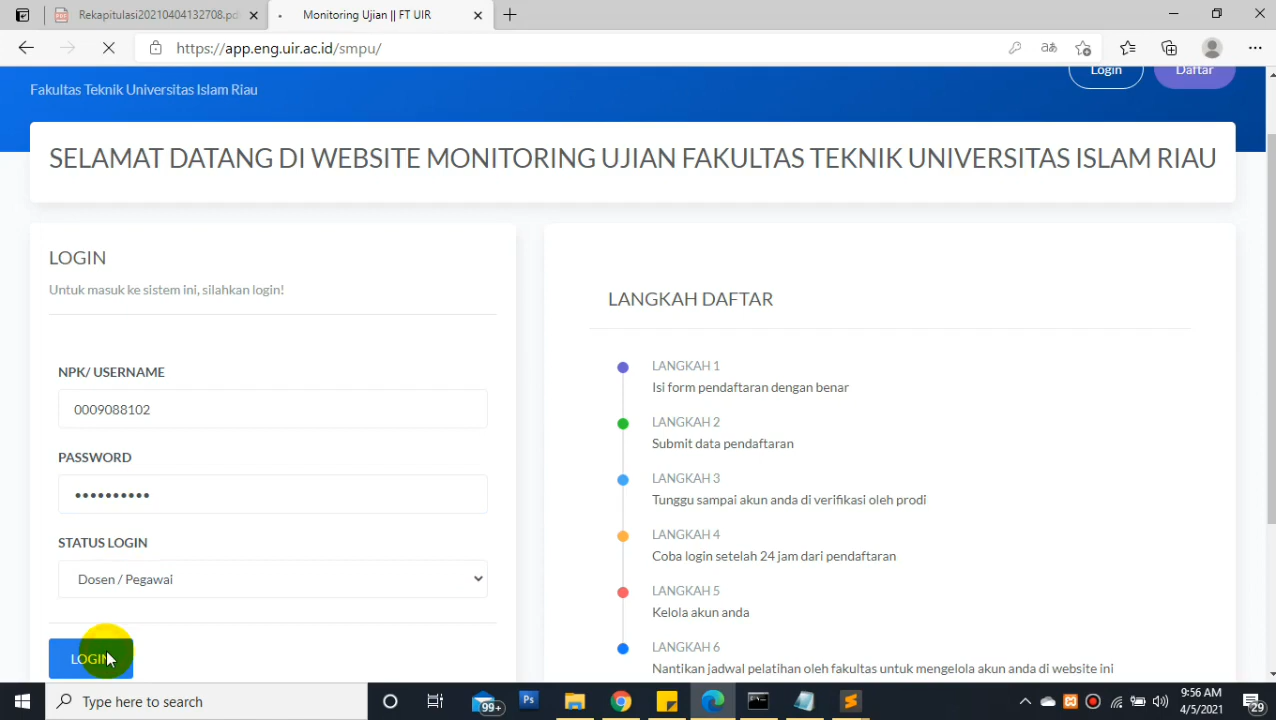 Rekapitulasi20210404132708.pd
Monitoring Ujian || FT UIR
https://app.eng.uir.ac.id/smpu/
Login
Daftar
Fakultas Teknik Universitas Islam Riau
SELAMAT DATANG DI WEBSITE MONITORING UJIAN FAKULTAS TEKNIK UNIVERSITAS ISLAM RIAU
LOGIN
Untuk masuk ke sistem ini, silahkan login!
NPK/ USERNAME
0009088102
PASSWORD
••••••••••
STATUS LOGIN
Dosen / Pegawai
LOGIN
LANGKAH DAFTAR
LANGKAH 1
Isi form pendaftaran dengan benar
LANGKAH 2
Submit data pendaftaran
LANGKAH 3
Tunggu sampai akun anda di verifikasi oleh prodi
LANGKAH 4
Coba login setelah 24 jam dari pendaftaran
LANGKAH 5
Kelola akun anda
LANGKAH 6
Nantikan jadwal pelatihan oleh fakultas untuk mengelola akun anda di website ini
Type here to search
99+
Ps
9:56 AM
4/5/2021
29